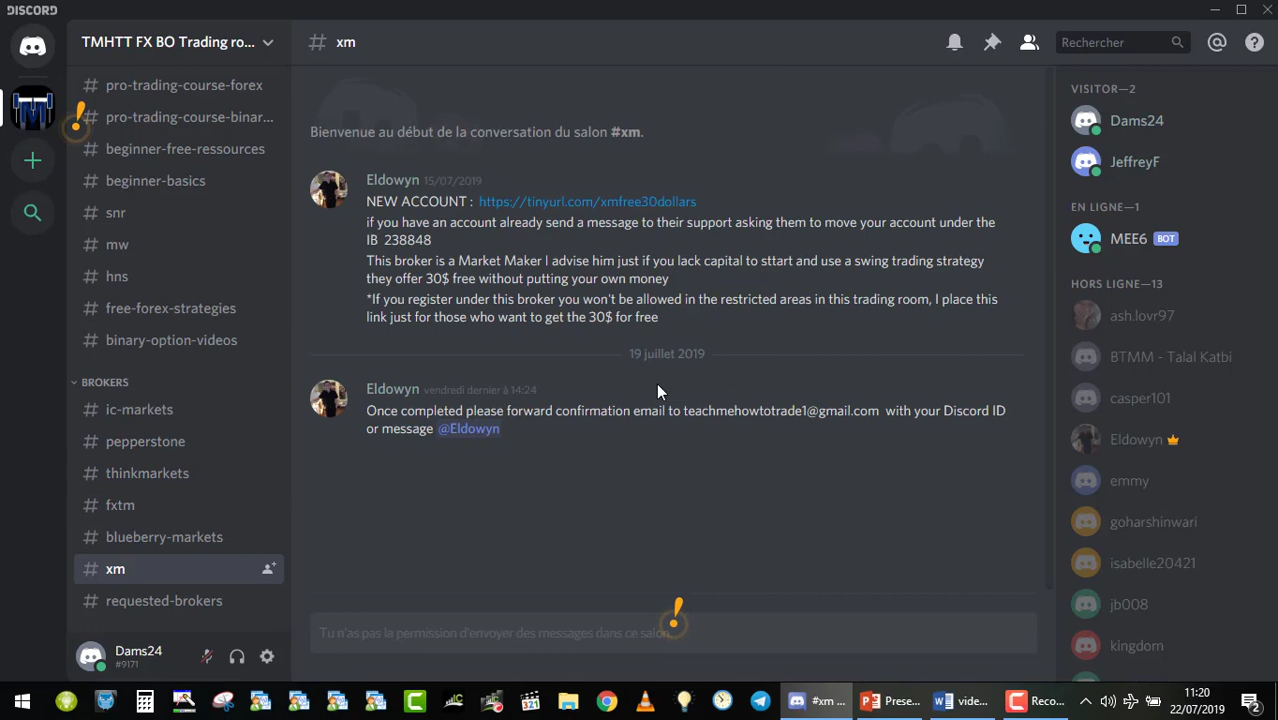 DISCORD
TMHTT FX BO Trading ro...
# pro-trading-course-forex
# pro-trading-course-binar...
# beginner-free-ressources
# beginner-basics
# snr
# mw
# hns
# free-forex-strategies
# binary-option-videos
BROKERS
# ic-markets
# pepperstone
# thinkmarkets
# fxtm
# blueberry-markets
# xm
# requested-brokers
Dams24
#9171
# xm
Rechercher
Bienvenue au début de la conversation du salon #xm.
Eldowyn 15/07/2019
NEW ACCOUNT : https://tinyurl.com/xmfree30dollars
if you have an account already send a message to their support asking them to move your account under the
IB 238848
This broker is a Market Maker I advise him just if you lack capital to sttart and use a swing trading strategy
they offer 30$ free without putting your own money
*If you register under this broker you won't be allowed in the restricted areas in this trading room, I place this
link just for those who want to get the 30$ for free
19 juillet 2019
Eldowyn vendredi dernier à 14:24
Once completed please forward confirmation email to teachmehowtotrade1@gmail.com with your Discord ID
or message @Eldowyn
Tu n'as pas la permission d'envoyer des messages dans ce salon.
VISITOR—2
Dams24
JeffreyF
EN LIGNE—1
MEE6 BOT
HORS LIGNE—13
ash.lovr97
BTMM - Talal Katbi
casper101
Eldowyn
emmy
goharshinwari
isabelle20421
jb008
kingdom
#xm ...
Prese...
vide...
Reco...
11:20
22/07/2019
2